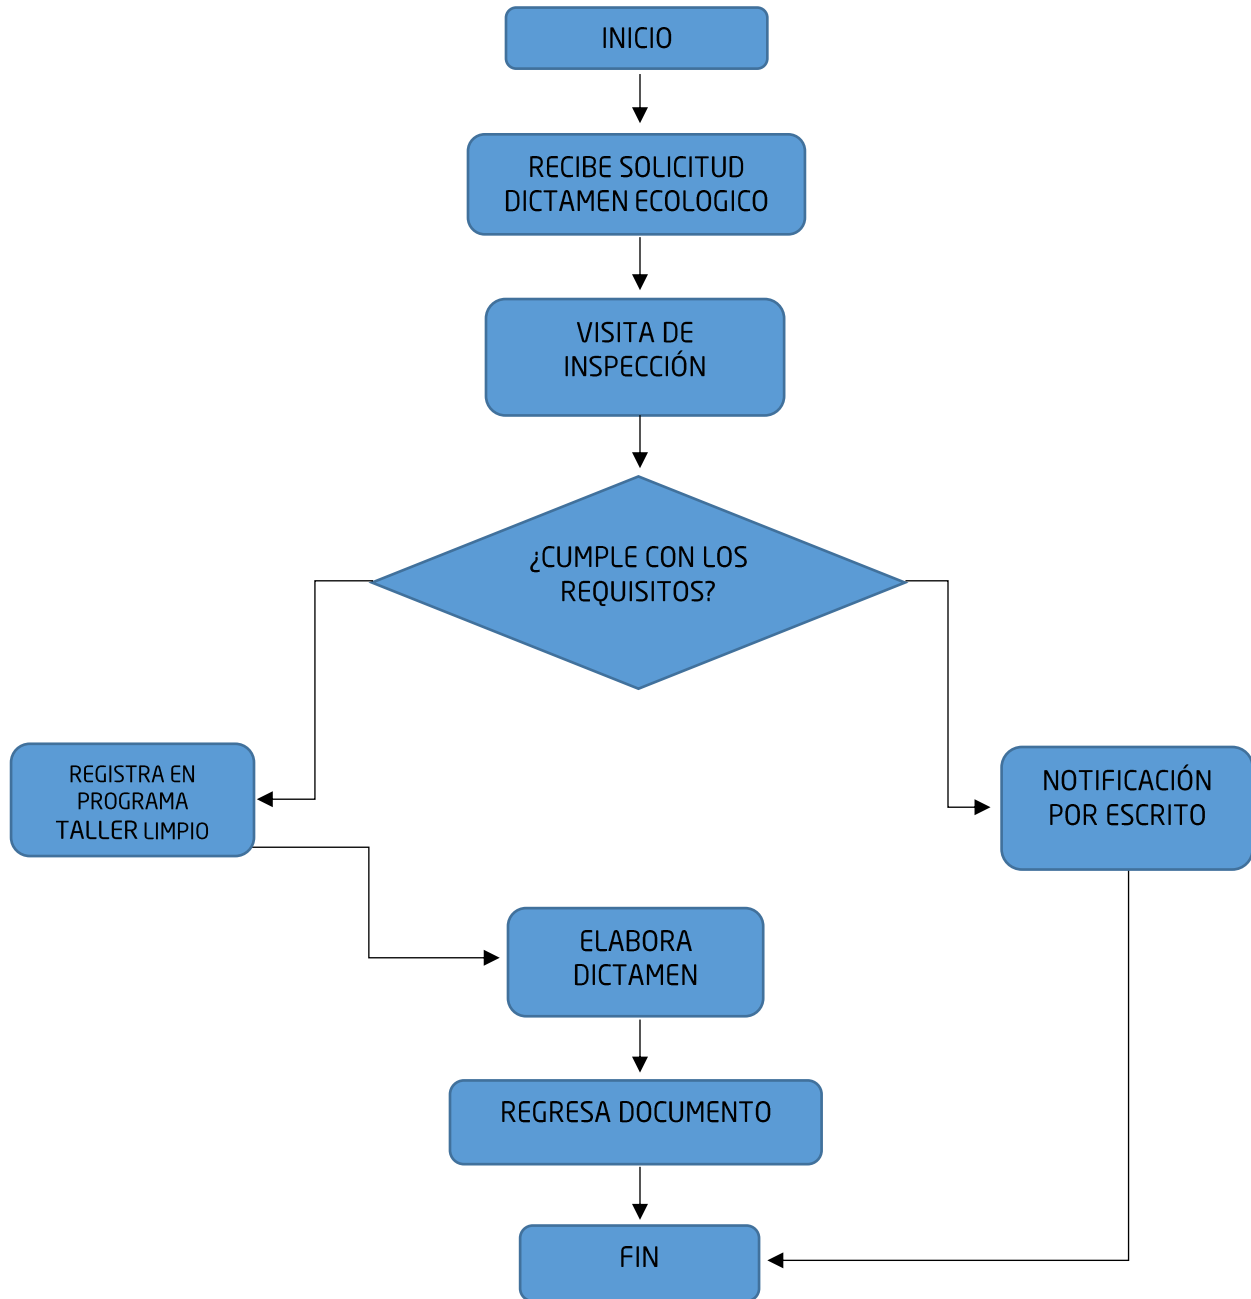 INICIO
RECIBE SOLICITUD
DICTAMEN ECOLOGICO
VISITA DE
INSPECCIÓN
¿CUMPLE CON LOS
REQUISITOS?
REGISTRA EN
PROGRAMA
TALLER LIMPIO
NOTIFICACIÓN
POR ESCRITO
ELABORA
DICTAMEN
REGRESA DOCUMENTO
FIN